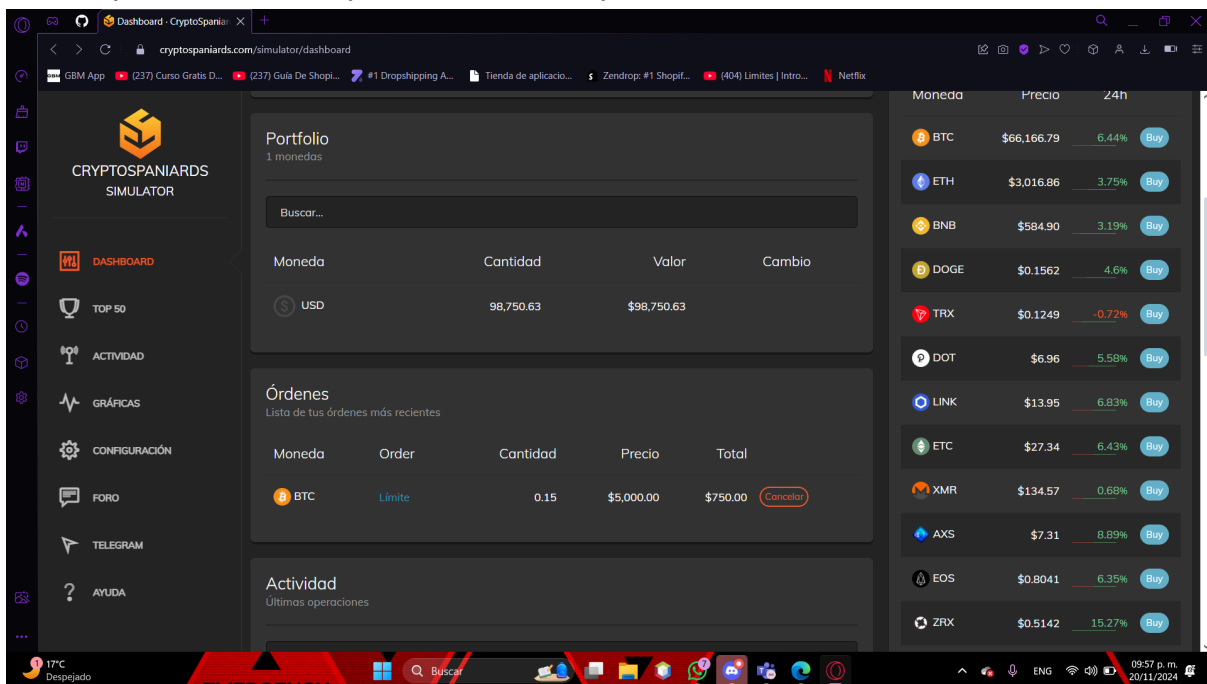 Dashboard · CryptoSpaniar
cryptospaniards.com/simulator/dashboard
GBM App
(237) Curso Gratis D...
(237) Guía De Shopi...
#1 Dropshipping A...
Tienda de aplicacio...
Zendrop: #1 Shopif...
(404) Limites | Intro...
Netflix
CRYPTOSPANIARDS
SIMULATOR
DASHBOARD
TOP 50
ACTIVIDAD
GRÁFICAS
CONFIGURACIÓN
FORO
TELEGRAM
AYUDA
Portfolio
1 monedas
Buscar...
Moneda Cantidad Valor Cambio
USD 98,750.63 $98,750.63
Órdenes
Lista de tus órdenes más recientes
Moneda Order Cantidad Precio Total
BTC Límite 0.15 $5,000.00 $750.00 Cancelar
Actividad
Últimas operaciones
Moneda Precio 24h
BTC $66,166.79 6.44% Buy
ETH $3,016.86 3.75% Buy
BNB $584.90 3.19% Buy
DOGE $0.1562 4.6% Buy
TRX $0.1249 -0.72% Buy
DOT $6.96 5.58% Buy
LINK $13.95 6.83% Buy
ETC $27.34 6.43% Buy
XMR $134.57 0.68% Buy
AXS $7.31 8.89% Buy
EOS $0.8041 6.35% Buy
ZRX $0.5142 15.27% Buy
1
17°C
Despejado
Buscar
ENG
09:57 p. m.
20/11/2024